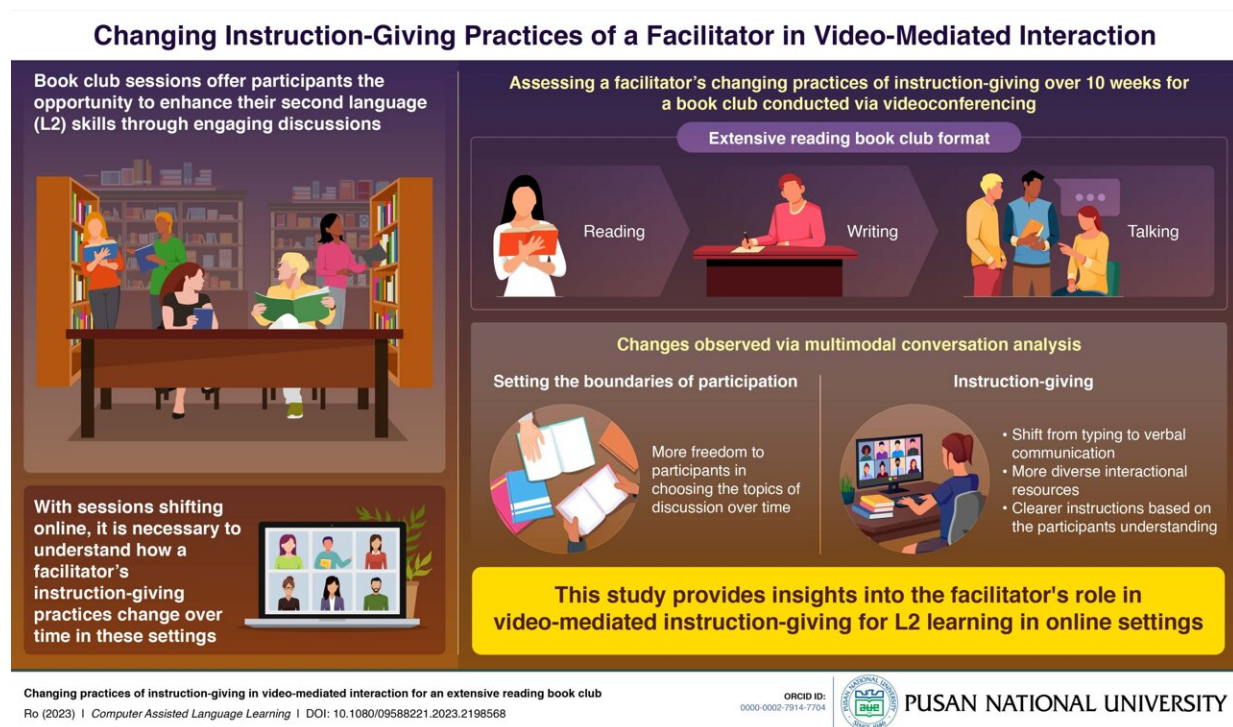 Changing Instruction-Giving Practices of a Facilitator in Video-Mediated Interaction
Book club sessions offer participants the
opportunity to enhance their second language
(L2) skills through engaging discussions
With sessions shifting
online, it is necessary to
understand how a
facilitator's
instruction-giving
practices change over
time in these settings
Assessing a facilitator's changing practices of instruction-giving over 10 weeks for
a book club conducted via videoconferencing
Extensive reading book club format
Reading
Writing
Talking
Changes observed via multimodal conversation analysis
Setting the boundaries of participation
More freedom to
participants in
choosing the topics of
discussion over time
Instruction-giving
• Shift from typing to verbal
communication
• More diverse interactional
resources
• Clearer instructions based on
the participants understanding
This study provides insights into the facilitator's role in
video-mediated instruction-giving for L2 learning in online settings
Changing practices of instruction-giving in video-mediated interaction for an extensive reading book club
Ro (2023) I Computer Assisted Language Learning I DOI: 10.1080/09588221.2023.2198568
ORCID ID:
0000-0002-7914-7704
PUSAN NATIONAL UNIVERSITY